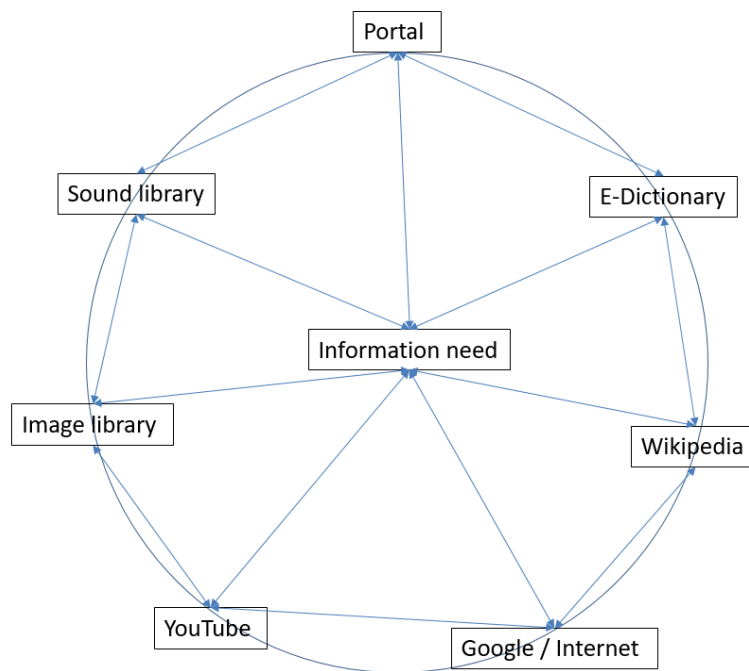 Portal
Sound library
E-Dictionary
Information need
Image library
Wikipedia
YouTube
Google / Internet